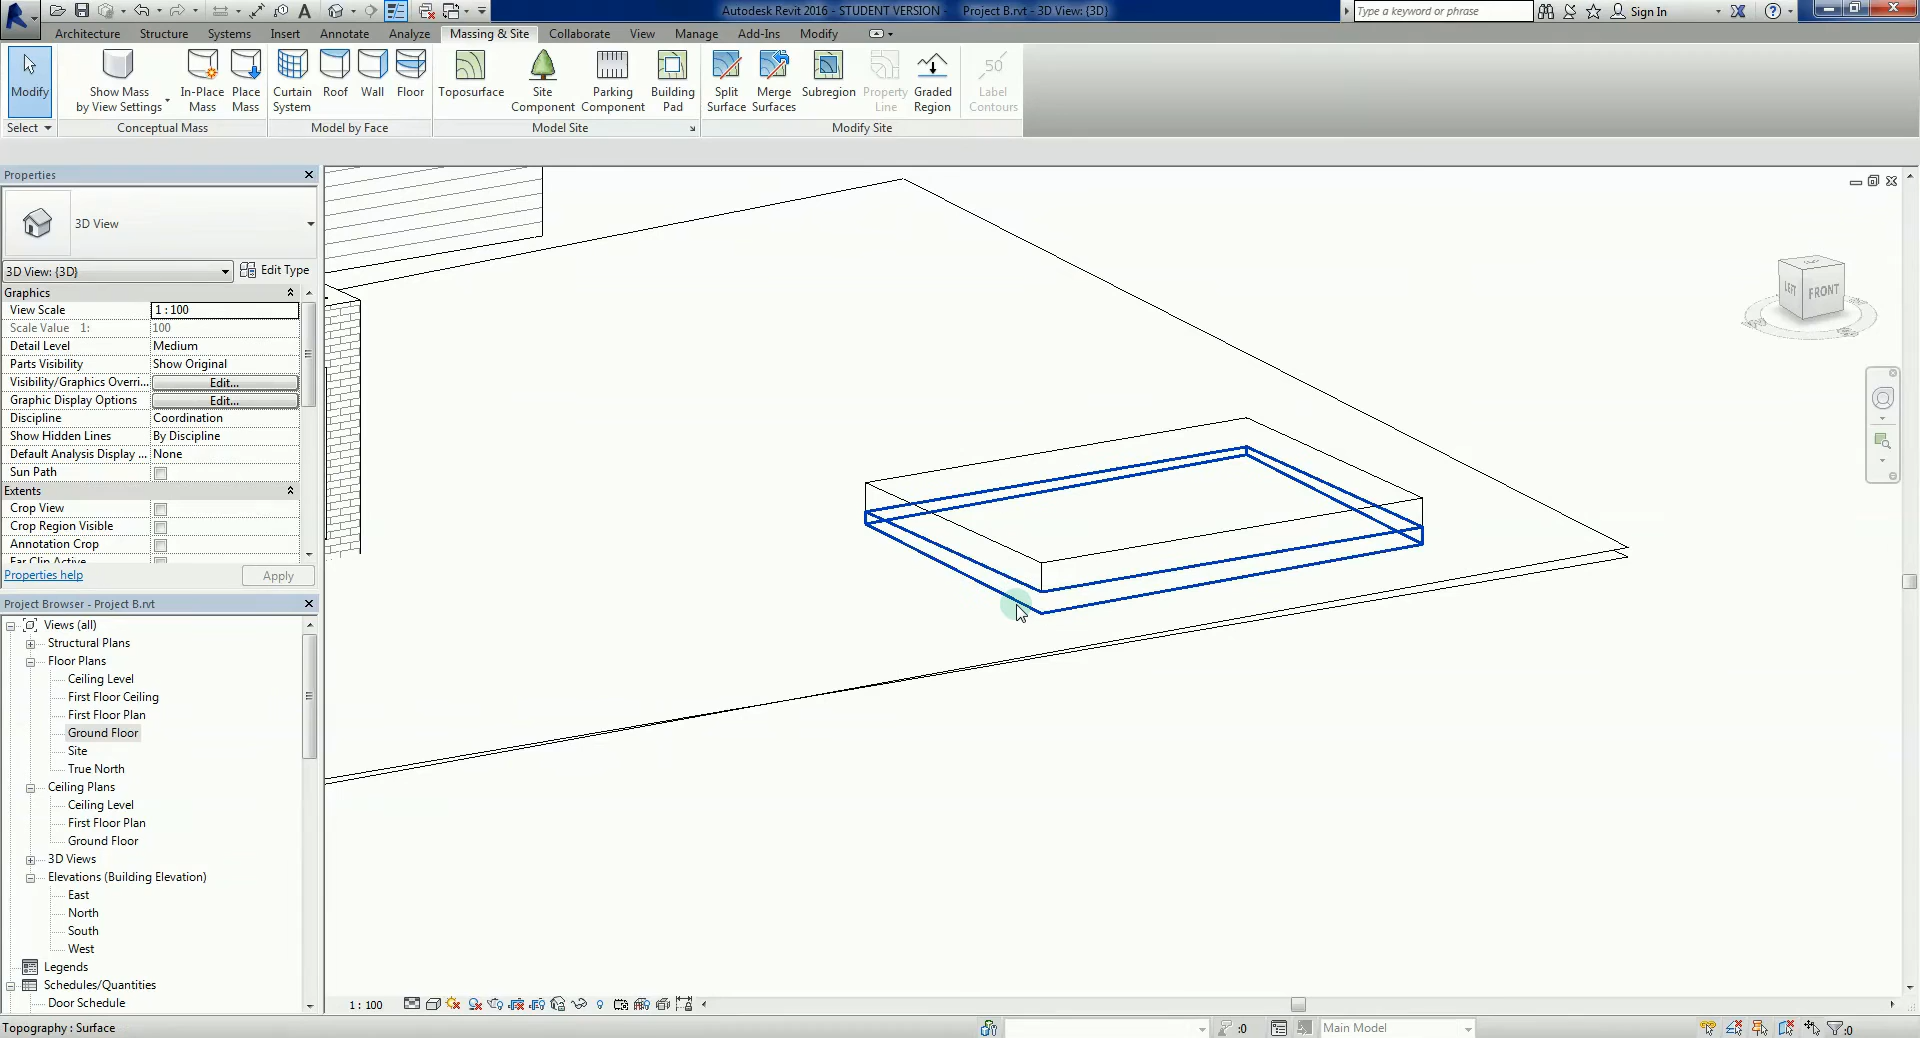 Autodesk Revit 2016 - STUDENT VERSION -    Project B.rvt - 3D View: {3D}
Type a keyword or phrase
Sign In
Architecture Structure Systems Insert Annotate Analyze Massing & Site Collaborate View Manage Add-Ins Modify
Modify
Show Mass
by View Settings
In-Place
Mass
Place
Mass
Curtain
System
Roof
Wall
Floor
Toposurface
Site
Component
Parking
Component
Building
Pad
Split
Surface
Merge
Surfaces
Subregion
Property
Line
Graded
Region
50
Label
Contours
Select
Conceptual Mass
Model by Face
Model Site
Modify Site
Properties
3D View
3D View: {3D}
Edit Type
Graphics
View Scale 1 : 100
Scale Value 1: 100
Detail Level Medium
Parts Visibility Show Original
Visibility/Graphics Overri... Edit...
Graphic Display Options Edit...
Discipline Coordination
Show Hidden Lines By Discipline
Default Analysis Display ... None
Sun Path
Extents
Crop View
Crop Region Visible
Annotation Crop
Far Clip Active
Properties help
Apply
Project Browser - Project B.rvt
Views (all)
Structural Plans
Floor Plans
Ceiling Level
First Floor Ceiling
First Floor Plan
Ground Floor
Site
True North
Ceiling Plans
Ceiling Level
First Floor Plan
Ground Floor
3D Views
Elevations (Building Elevation)
East
North
South
West
Legends
Schedules/Quantities
Door Schedule
LEFT
FRONT
1 : 100
Topography : Surface
:0
Main Model
:0